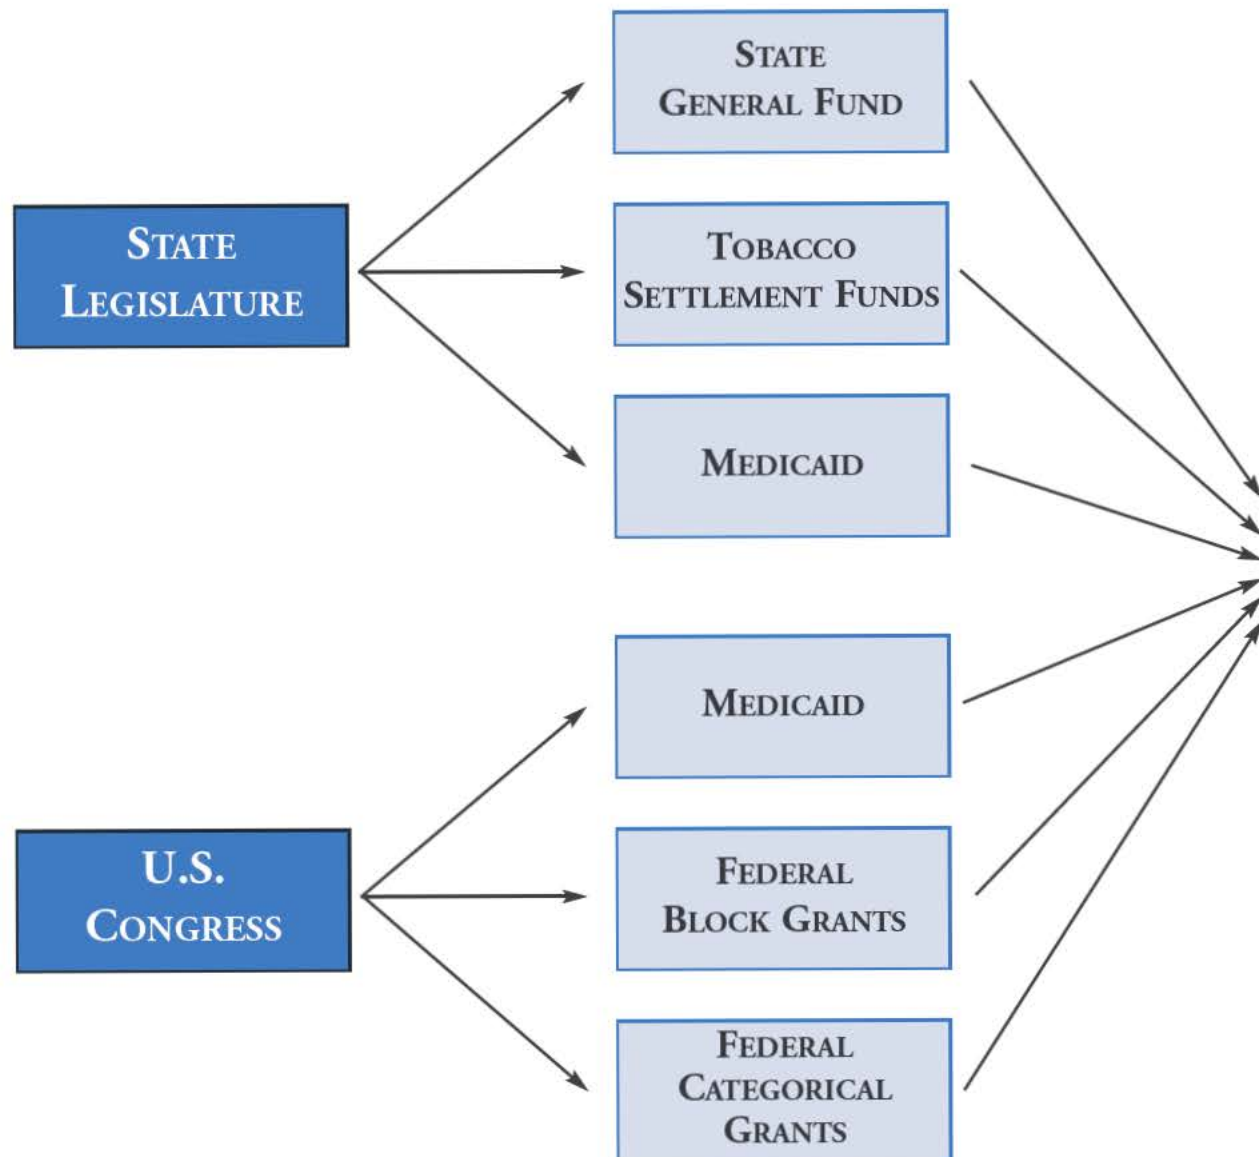 STATE
GENERAL FUND
STATE
LEGISLATURE
TOBACCO
SETTLEMENT FUNDS
MEDICAID
MEDICAID
U.S.
CONGRESS
FEDERAL
BLOCK GRANTS
FEDERAL
CATEGORICAL
GRANTS